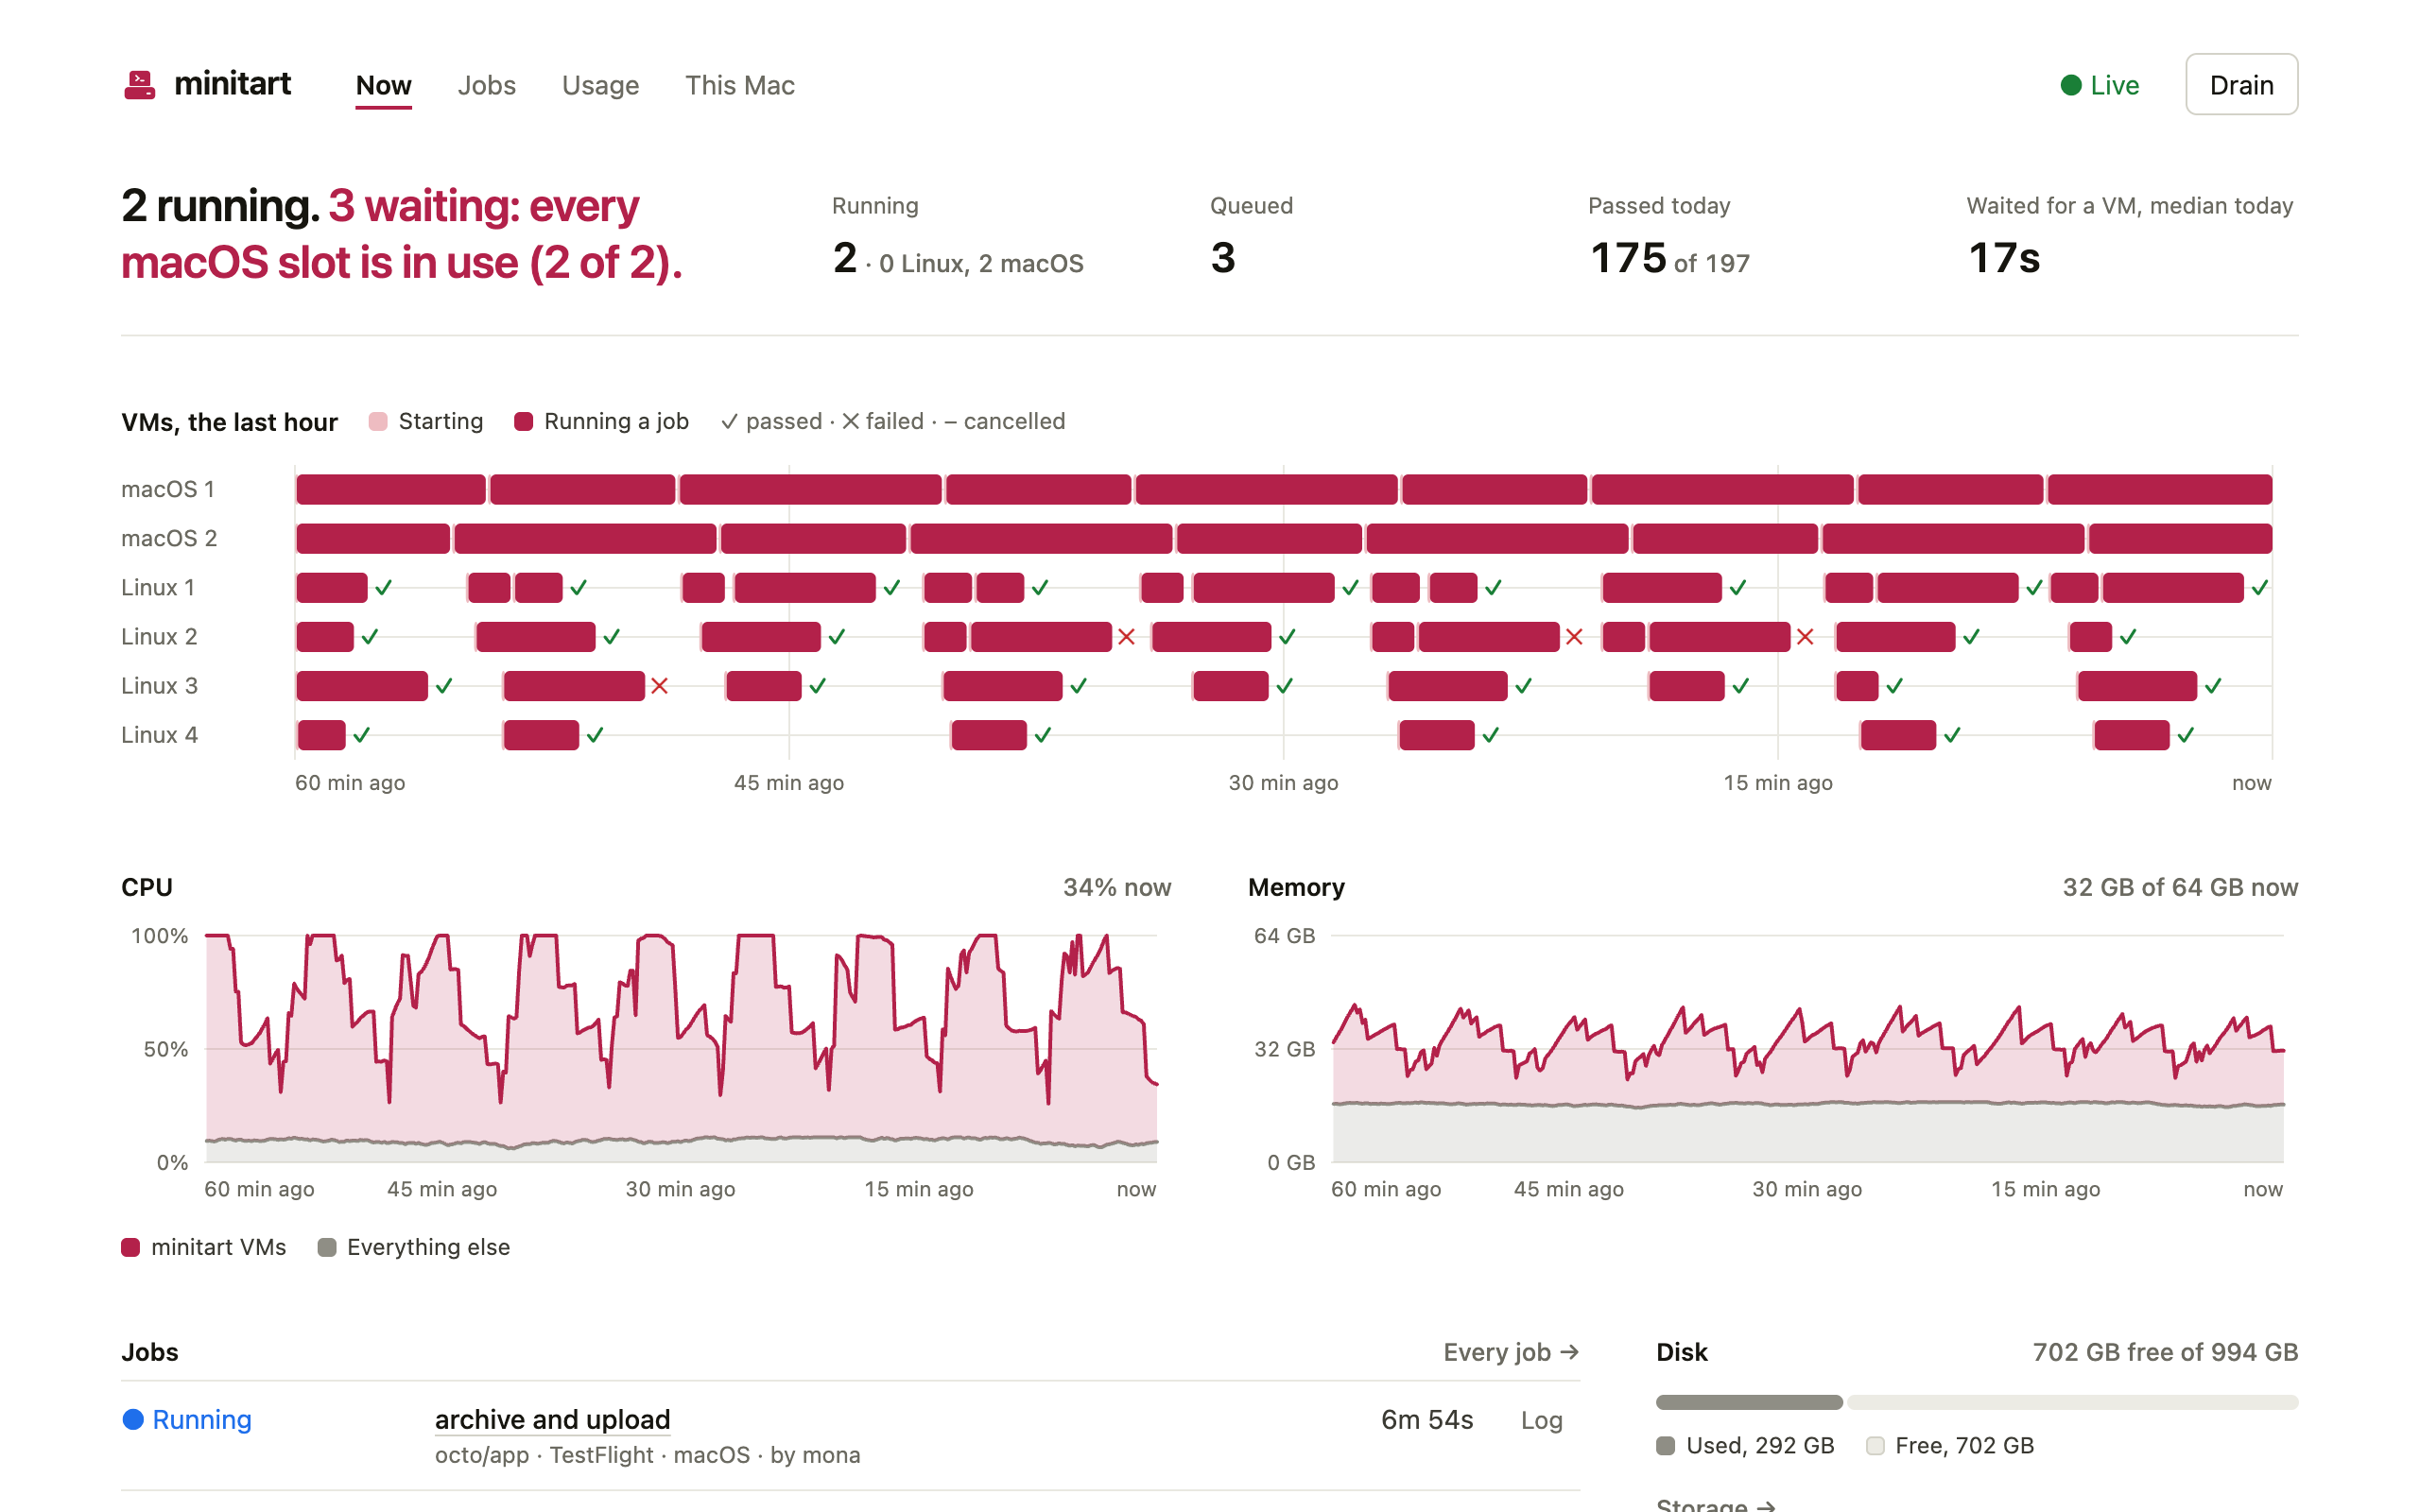 minitart
Now
Jobs
Usage
This Mac
Live
Drain
2 running. 3 waiting: every
macOS slot is in use (2 of 2).
Running
2 · 0 Linux, 2 macOS
Queued
3
Passed today
175 of 197
Waited for a VM, median today
17s
VMs, the last hour
Starting
Running a job
✓ passed · ✕ failed · – cancelled
macOS 1
macOS 2
Linux 1
Linux 2
Linux 3
Linux 4
60 min ago
45 min ago
30 min ago
15 min ago
now
CPU
34% now
100%
50%
0%
60 min ago
45 min ago
30 min ago
15 min ago
now
minitart VMs
Everything else
Memory
32 GB of 64 GB now
64 GB
32 GB
0 GB
60 min ago
45 min ago
30 min ago
15 min ago
now
Jobs
Every job →
Running
archive and upload
6m 54s
Log
octo/app · TestFlight · macOS · by mona
Disk
702 GB free of 994 GB
Used, 292 GB
Free, 702 GB
Storage →